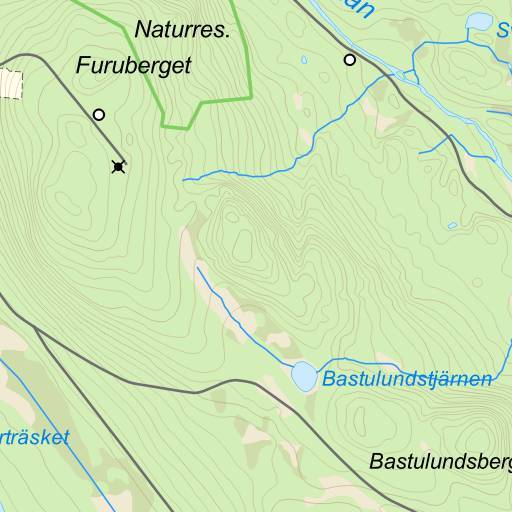 Naturres.
Furuberget
Bastulundstjärnen
rträsket
Bastulundsberg